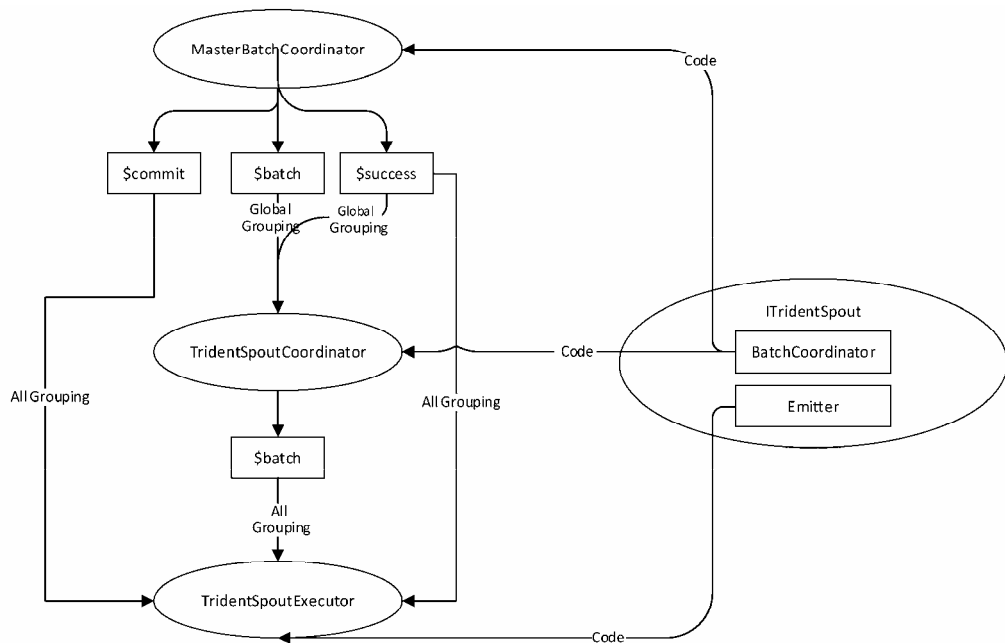 MasterBatchCoordinator
Code
$commit
$batch
$success
Global
Grouping
Global
Grouping
ITridentSpout
BatchCoordinator
TridentSpoutCoordinator
Code
All Grouping
All Grouping
Emitter
$batch
All
Grouping
TridentSpoutExecutor
Code